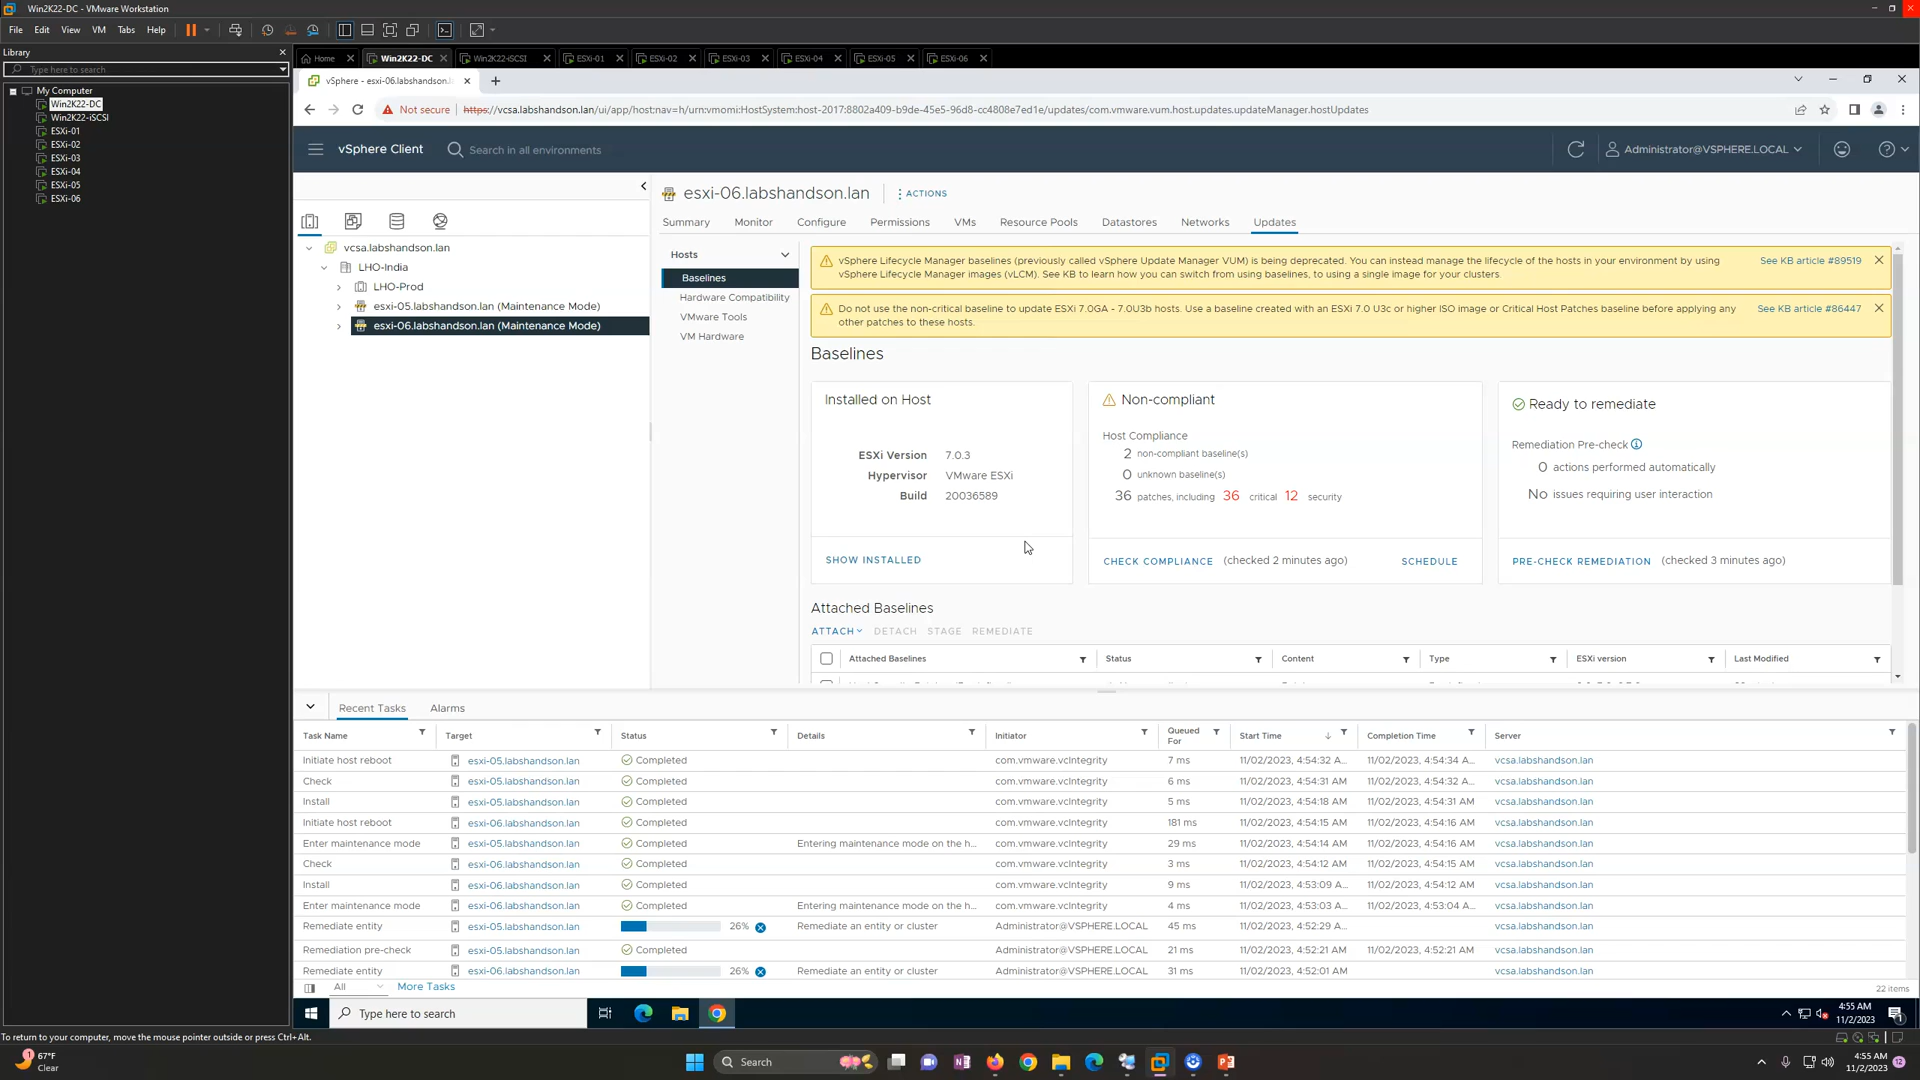 Win2K22-DC - VMware Workstation
File Edit View VM Tabs Help
Library
Type here to search
My Computer
Win2K22-DC
Win2K22-iSCSI
ESXi-01
ESXi-02
ESXi-03
ESXi-04
ESXi-05
ESXi-06
Home Win2K22-DC Win2K22-iSCSI ESXi-01 ESXi-02 ESXi-03 ESXi-04 ESXi-05 ESXi-06
vSphere - esxi-06.labshandson.l
Not secure https://vcsa.labshandson.lan/ui/app/host;nav=h/urn:vmomi:HostSystem:host-2017:8802a409-b9de-45e5-96d8-cc4808e7ed1e/updates/com.vmware.vum.host.updates.updateManager.hostUpdates
vSphere Client Search in all environments Administrator@VSPHERE.LOCAL
vcsa.labshandson.lan
LHO-India
LHO-Prod
esxi-05.labshandson.lan (Maintenance Mode)
esxi-06.labshandson.lan (Maintenance Mode)
esxi-06.labshandson.lan ACTIONS
Summary Monitor Configure Permissions VMs Resource Pools Datastores Networks Updates
Hosts
Baselines
Hardware Compatibility
VMware Tools
VM Hardware
vSphere Lifecycle Manager baselines (previously called vSphere Update Manager VUM) is being deprecated. You can instead manage the lifecycle of the hosts in your environment by using
vSphere Lifecycle Manager images (vLCM). See KB to learn how you can switch from using baselines, to using a single image for your clusters.
See KB article #89519
Do not use the non-critical baseline to update ESXi 7.0GA - 7.0U3b hosts. Use a baseline created with an ESXi 7.0 U3c or higher ISO image or Critical Host Patches baseline before applying any
other patches to these hosts.
See KB article #86447
Baselines
Installed on Host
ESXi Version 7.0.3
Hypervisor VMware ESXi
Build 20036589
SHOW INSTALLED
Non-compliant
Host Compliance
2 non-compliant baseline(s)
0 unknown baseline(s)
36 patches, including 36 critical 12 security
CHECK COMPLIANCE (checked 2 minutes ago) SCHEDULE
Ready to remediate
Remediation Pre-check
0 actions performed automatically
No issues requiring user interaction
PRE-CHECK REMEDIATION (checked 3 minutes ago)
Attached Baselines
ATTACH DETACH STAGE REMEDIATE
Attached Baselines Status Content Type ESXi version Last Modified
Recent Tasks Alarms
Task Name Target Status Details Initiator Queued For Start Time Completion Time Server
Initiate host reboot esxi-05.labshandson.lan Completed com.vmware.vcIntegrity 7 ms 11/02/2023, 4:54:32 A... 11/02/2023, 4:54:34 A... vcsa.labshandson.lan
Check esxi-05.labshandson.lan Completed com.vmware.vcIntegrity 6 ms 11/02/2023, 4:54:31 AM 11/02/2023, 4:54:32 A... vcsa.labshandson.lan
Install esxi-05.labshandson.lan Completed com.vmware.vcIntegrity 5 ms 11/02/2023, 4:54:18 AM 11/02/2023, 4:54:31 AM vcsa.labshandson.lan
Initiate host reboot esxi-06.labshandson.lan Completed com.vmware.vcIntegrity 181 ms 11/02/2023, 4:54:15 AM 11/02/2023, 4:54:16 AM vcsa.labshandson.lan
Enter maintenance mode esxi-05.labshandson.lan Completed Entering maintenance mode on the h... com.vmware.vcIntegrity 29 ms 11/02/2023, 4:54:14 AM 11/02/2023, 4:54:16 AM vcsa.labshandson.lan
Check esxi-06.labshandson.lan Completed com.vmware.vcIntegrity 3 ms 11/02/2023, 4:54:12 AM 11/02/2023, 4:54:15 AM vcsa.labshandson.lan
Install esxi-06.labshandson.lan Completed com.vmware.vcIntegrity 9 ms 11/02/2023, 4:53:09 A... 11/02/2023, 4:54:12 AM vcsa.labshandson.lan
Enter maintenance mode esxi-06.labshandson.lan Completed Entering maintenance mode on the h... com.vmware.vcIntegrity 4 ms 11/02/2023, 4:53:03 A... 11/02/2023, 4:53:04 A... vcsa.labshandson.lan
Remediate entity esxi-05.labshandson.lan 26% Remediate an entity or cluster Administrator@VSPHERE.LOCAL 45 ms 11/02/2023, 4:52:29 A... vcsa.labshandson.lan
Remediation pre-check esxi-05.labshandson.lan Completed Administrator@VSPHERE.LOCAL 21 ms 11/02/2023, 4:52:21 AM 11/02/2023, 4:52:21 AM vcsa.labshandson.lan
Remediate entity esxi-06.labshandson.lan 26% Remediate an entity or cluster Administrator@VSPHERE.LOCAL 31 ms 11/02/2023, 4:52:01 AM vcsa.labshandson.lan
All More Tasks 22 items
Type here to search
4:55 AM
11/2/2023
To return to your computer, move the mouse pointer outside or press Ctrl+Alt.
67°F
Clear
Search
4:55 AM
11/2/2023